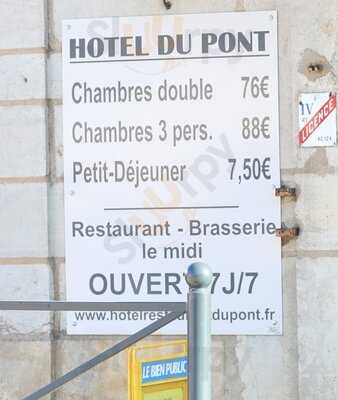 HOTEL DU PONT
Chambres double 76€
Chambres 3 pers. 88€
Petit-Déjeuner 7,50€
Restaurant - Brasserie
le midi
OUVERT 7J/7
LICENCE
LE BIEN PUBLIC